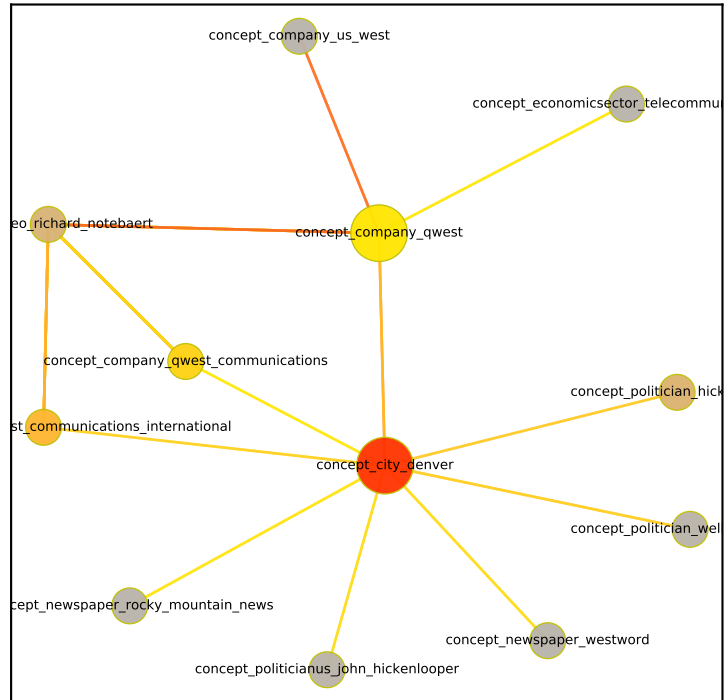 concept_company_us_west
concept_economicsector_telecommu
eo_richard_notebaert
concept_company_qwest
concept_company_qwest_communications
concept_politician_hick
st_communications_international
concept_city_denver
concept_politician_wel
cept_newspaper_rocky_mountain_news
concept_newspaper_westword
concept_politicianus_john_hickenlooper